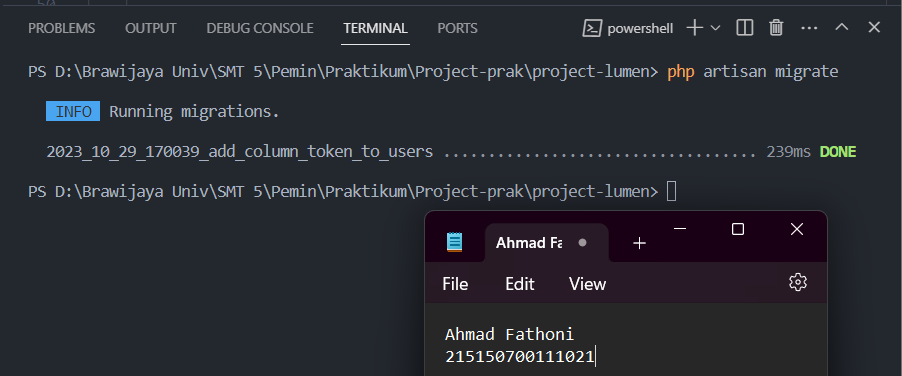 PROBLEMS OUTPUT DEBUG CONSOLE TERMINAL PORTS powershell
PS D:\Brawijaya Univ\SMT 5\Pemin\Praktikum\Project-prak\project-lumen> php artisan migrate
INFO Running migrations.
2023_10_29_170039_add_column_token_to_users ................................... 239ms DONE
PS D:\Brawijaya Univ\SMT 5\Pemin\Praktikum\Project-prak\project-lumen>
Ahmad Fa
File Edit View
Ahmad Fathoni
215150700111021